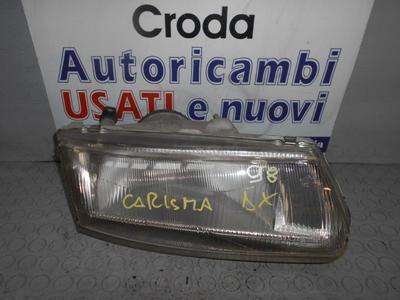 Croda
Autoricambi
USATI e nuovi
98
CARISMA DX